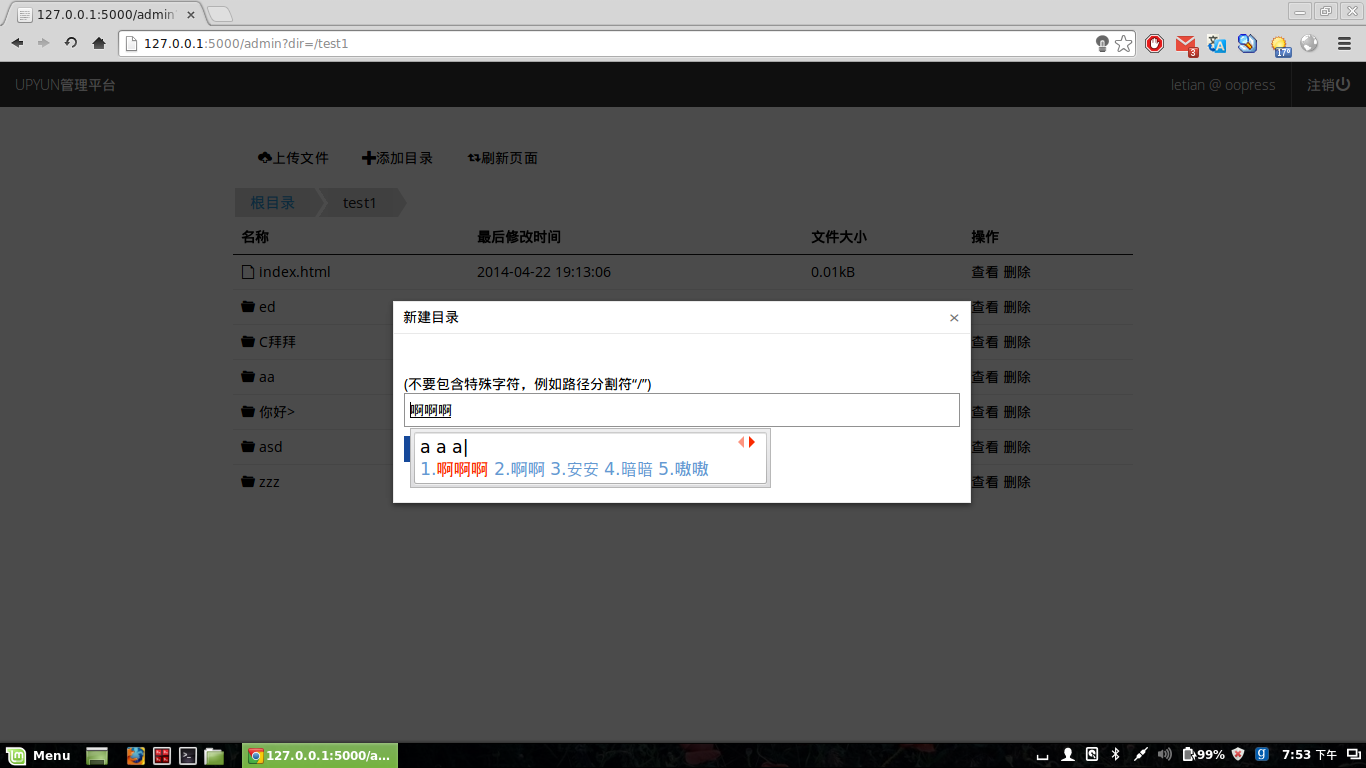 127.0.0.1:5000/admin
127.0.0.1:5000/admin?dir=/test1
3
17°
UPYUN管理平台
letian @ oopress
注销
上传文件 添加目录 刷新页面
根目录 test1
名称 最后修改时间 文件大小 操作
index.html 2014-04-22 19:13:06 0.01kB 查看 删除
ed 查看 删除
C拜拜 查看 删除
aa 查看 删除
你好> 查看 删除
asd 查看 删除
zzz 查看 删除
新建目录 ×
(不要包含特殊字符，例如路径分割符“/”)
啊啊啊
a a a
1.啊啊啊 2.啊啊 3.安安 4.暗暗 5.嗷嗷
Menu 127.0.0.1:5000/a... 99% g 7:53 下午